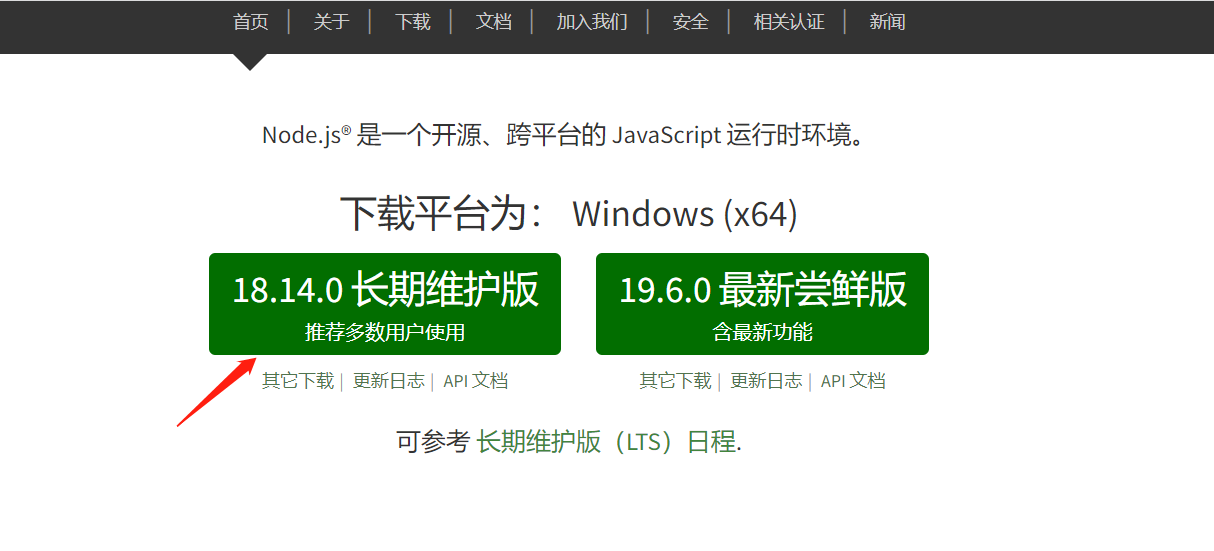 首页 | 关于 | 下载 | 文档 | 加入我们 | 安全 | 相关认证 | 新闻
Node.js® 是一个开源、跨平台的 JavaScript 运行时环境。
下载平台为： Windows (x64)
18.14.0 长期维护版
推荐多数用户使用
19.6.0 最新尝鲜版
含最新功能
其它下载 | 更新日志 | API 文档
其它下载 | 更新日志 | API 文档
可参考 长期维护版（LTS）日程.